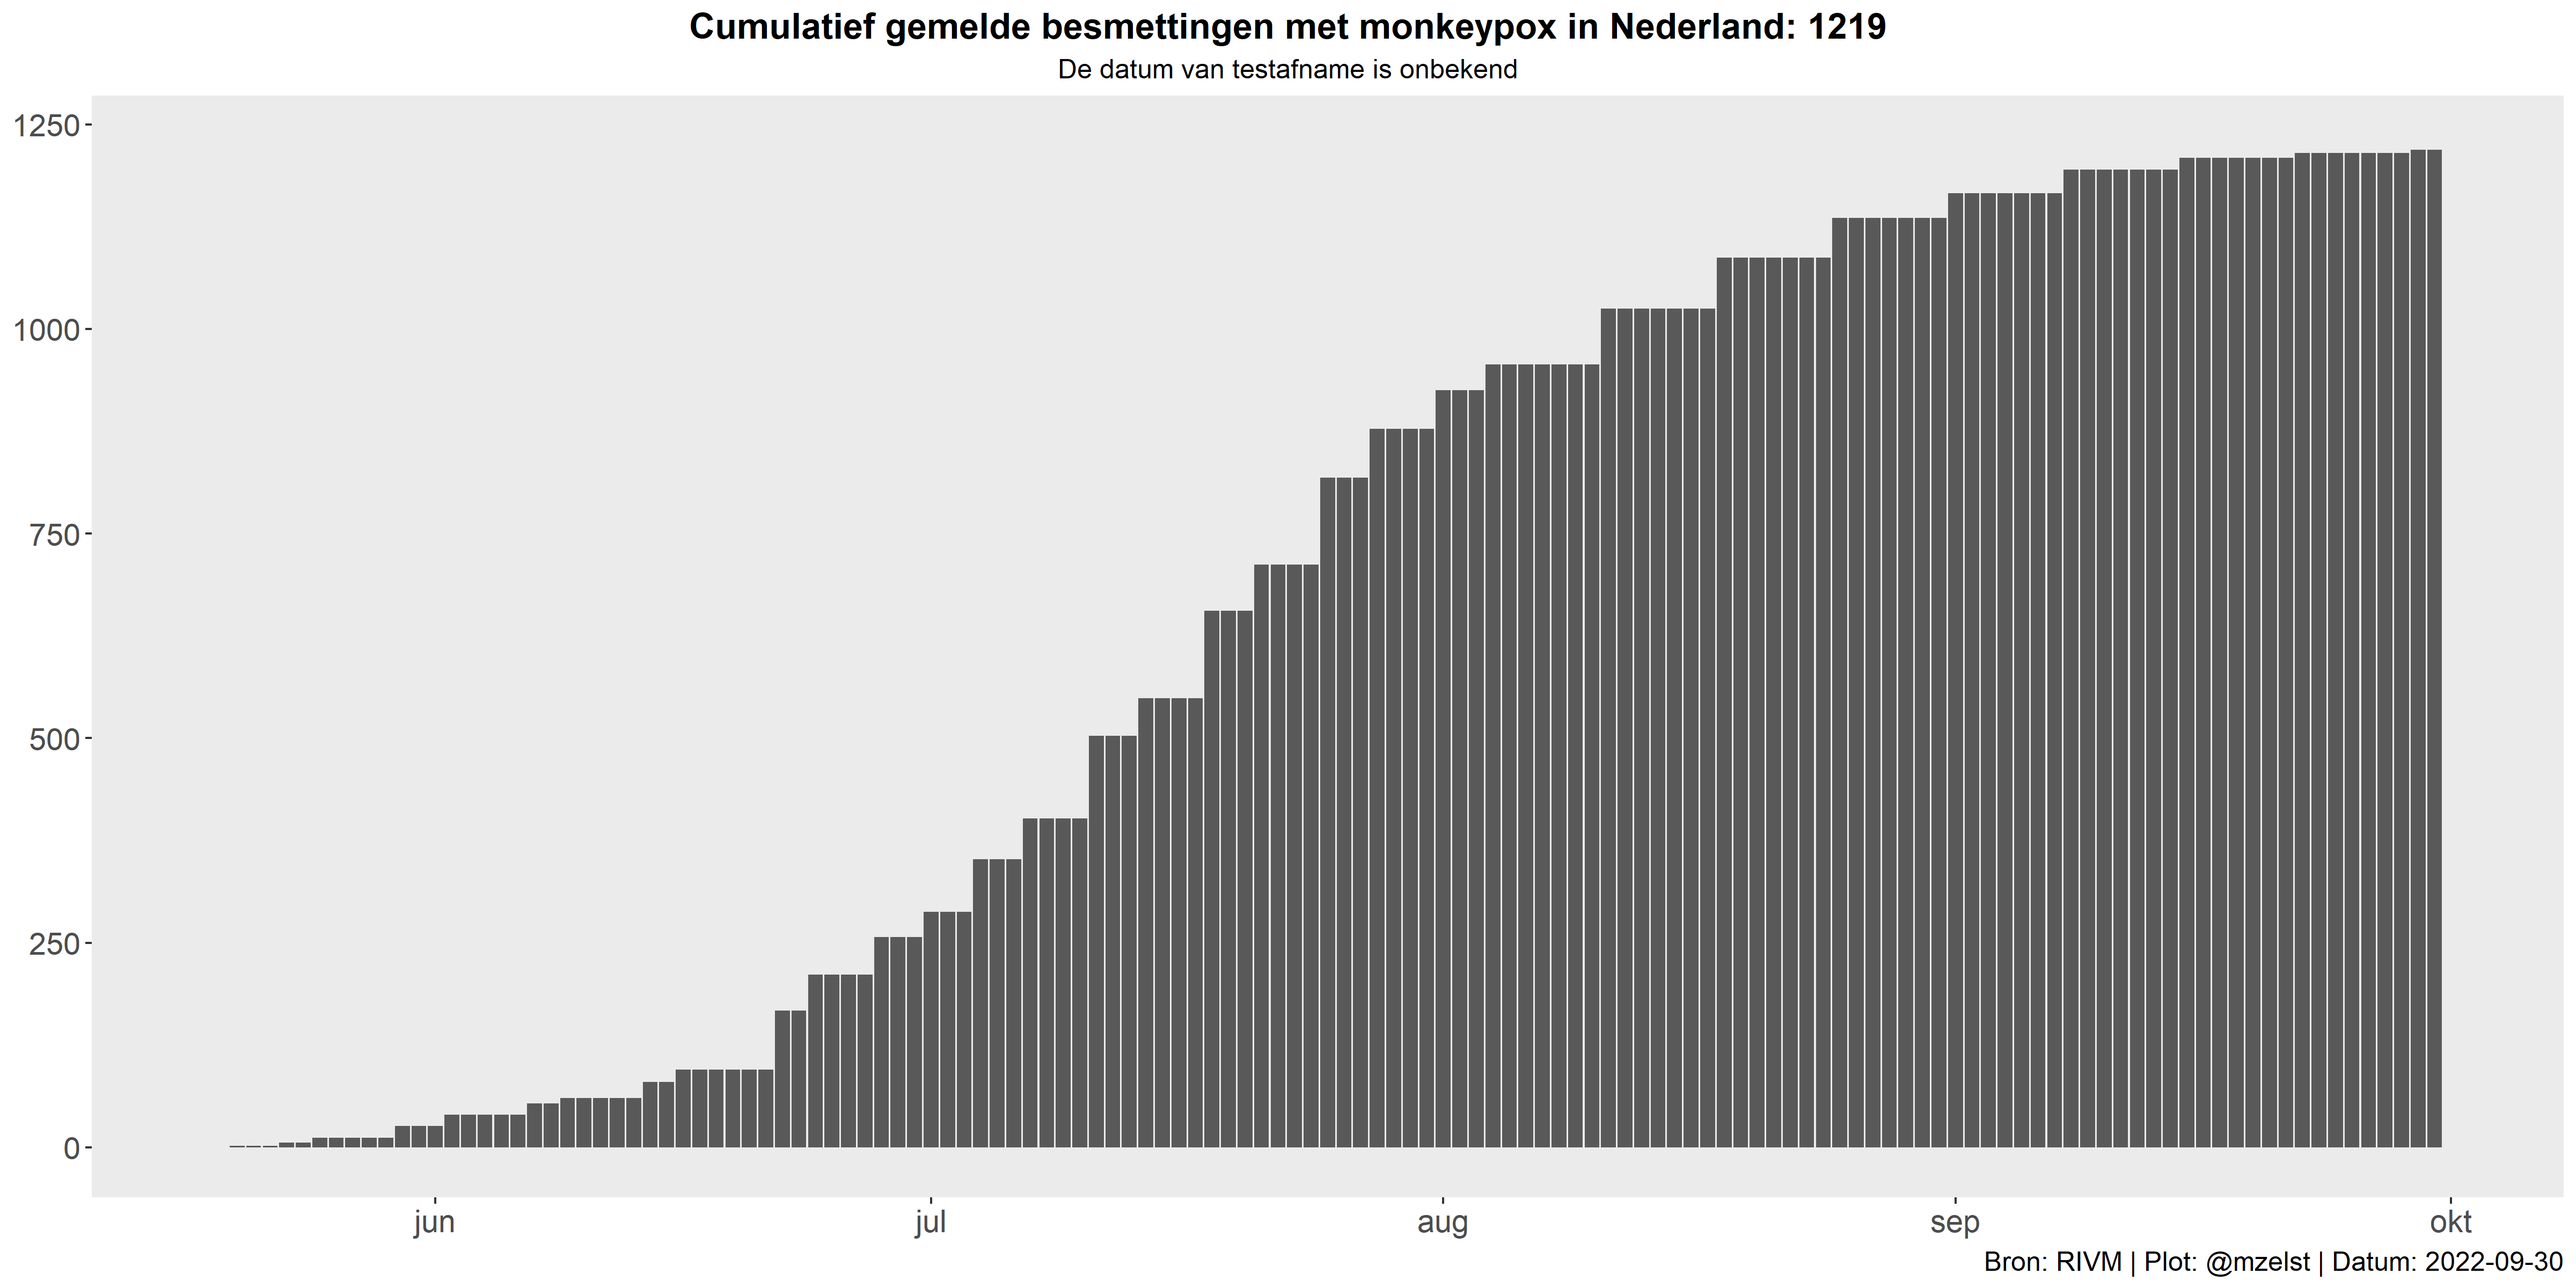 Cumulatief gemelde besmettingen met monkeypox in Nederland: 1219
De datum van testafname is onbekend
1250
1000
750
500
250
0
jun jul aug sep okt
Bron: RIVM | Plot: @mzelst | Datum: 2022-09-30